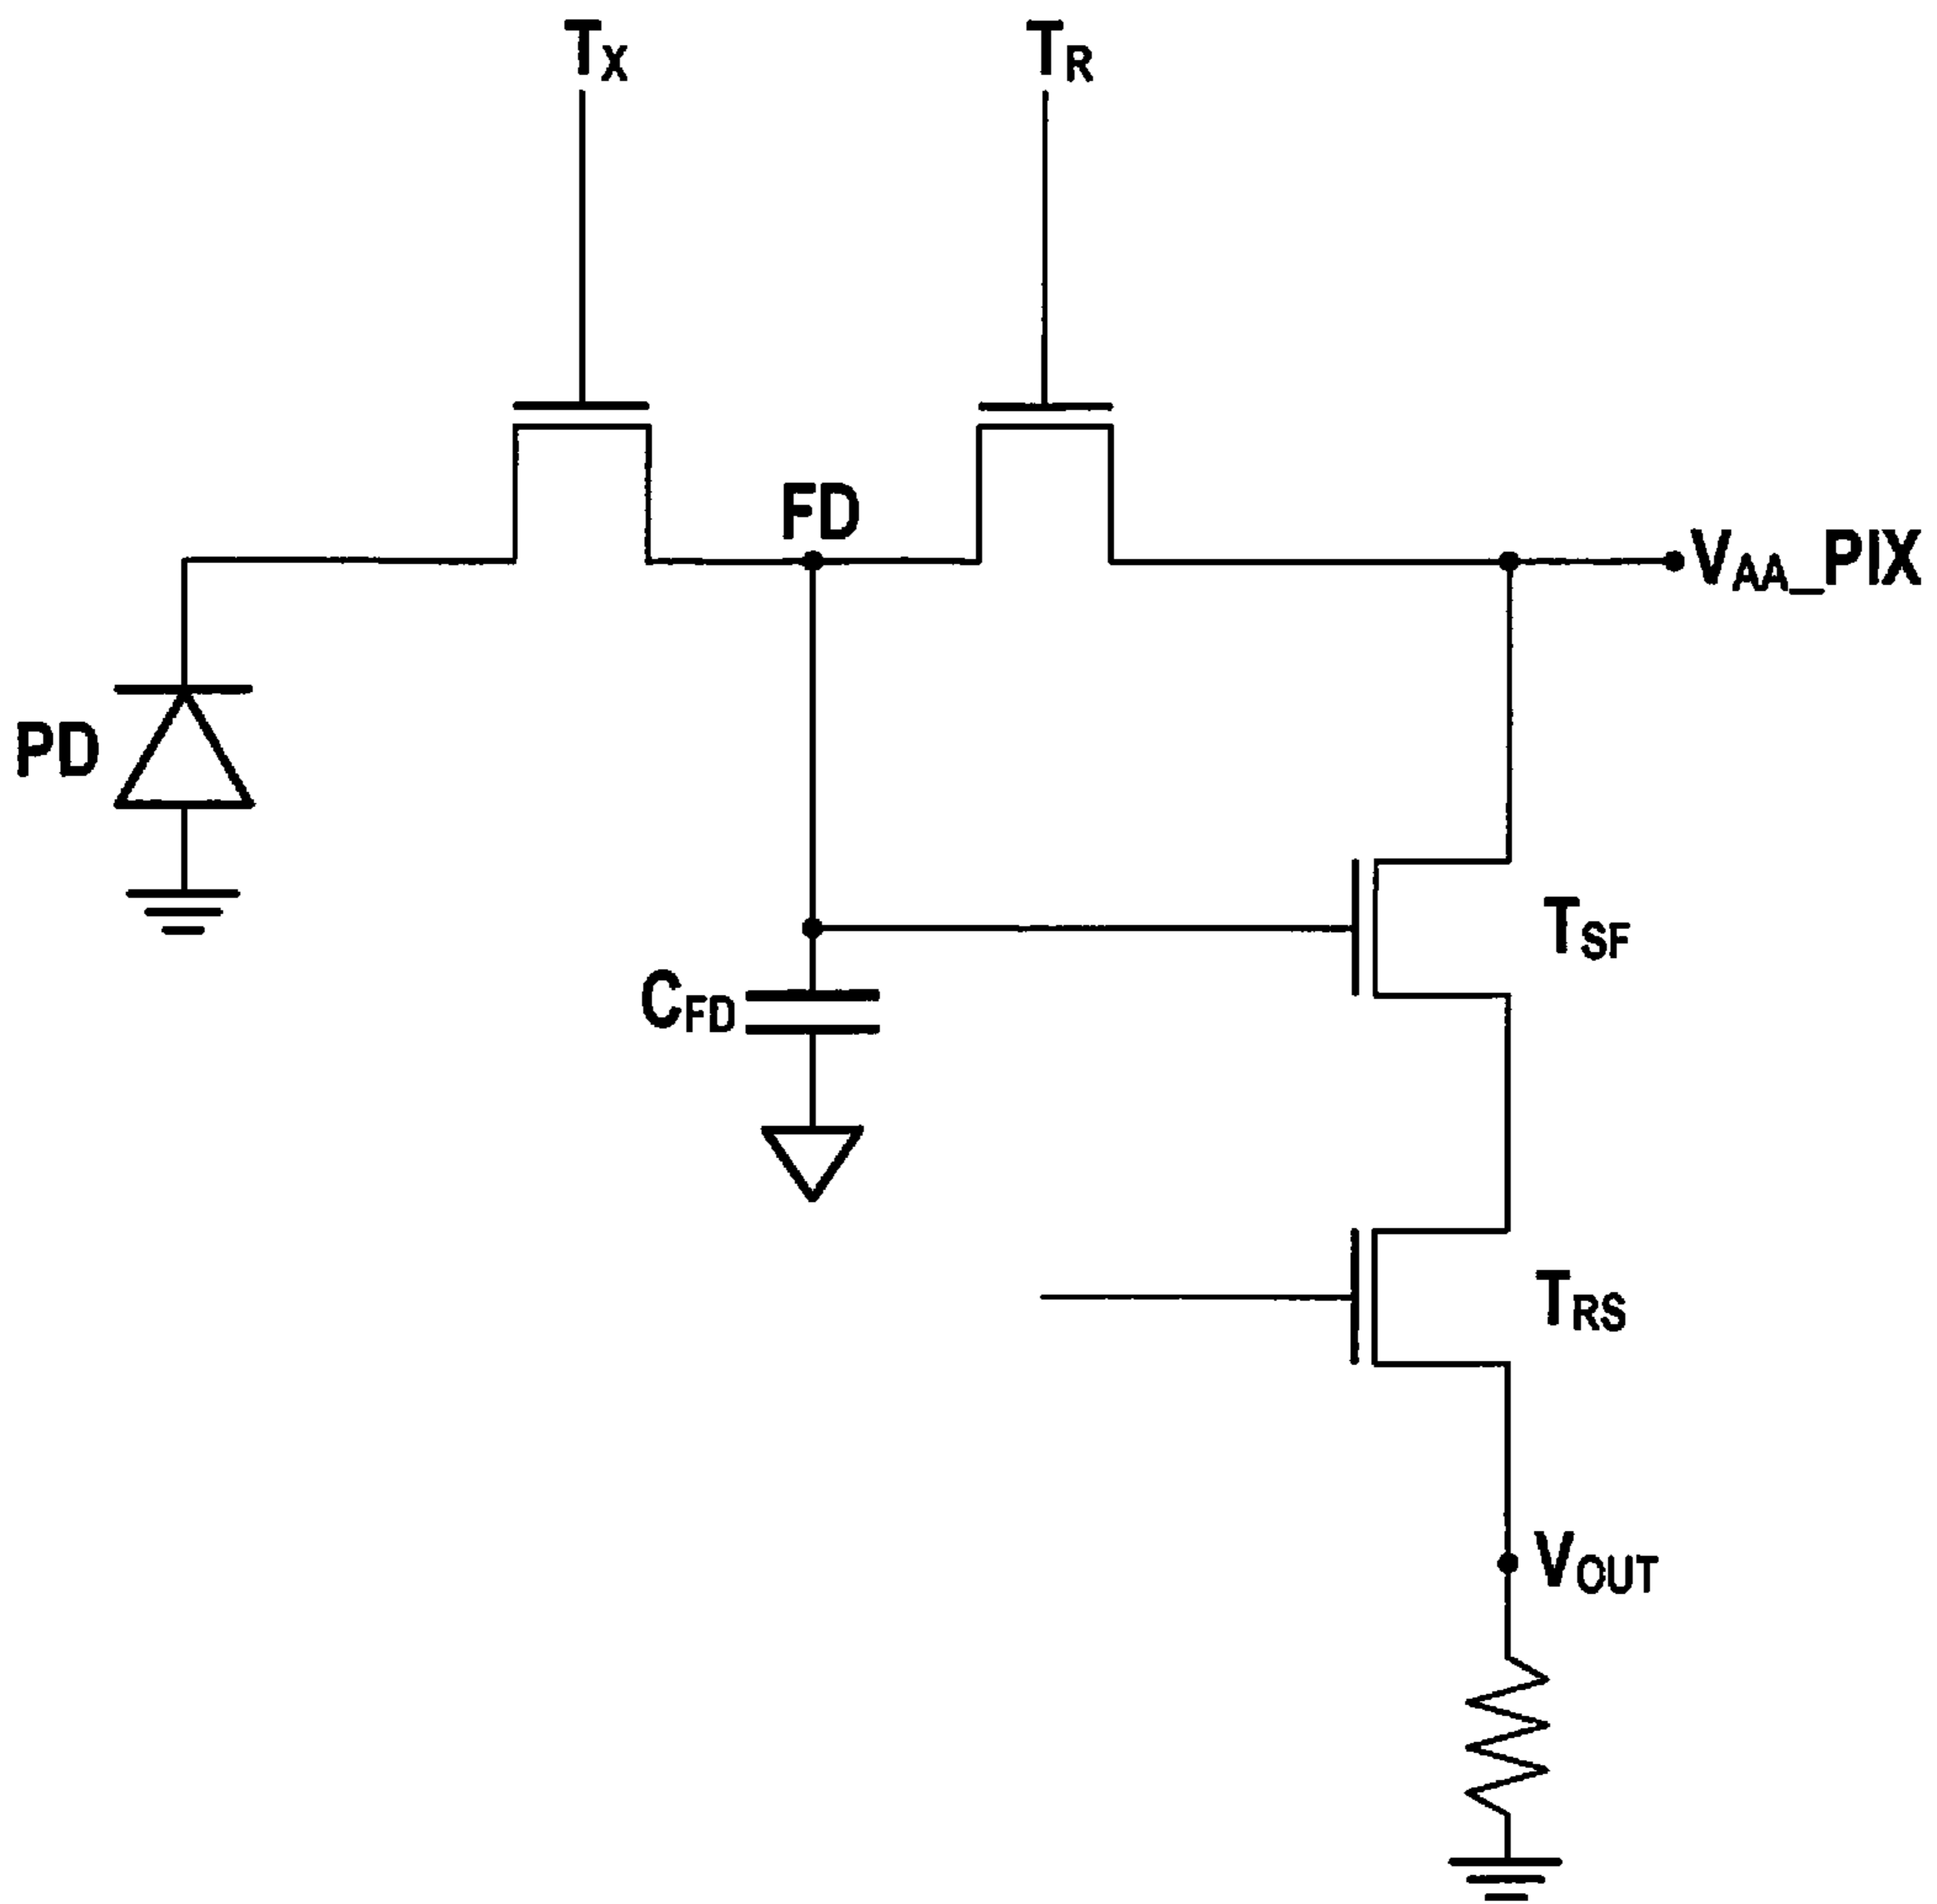 TX
TR
FD
VAA_PIX
PD
TSF
CFD
TRS
VOUT